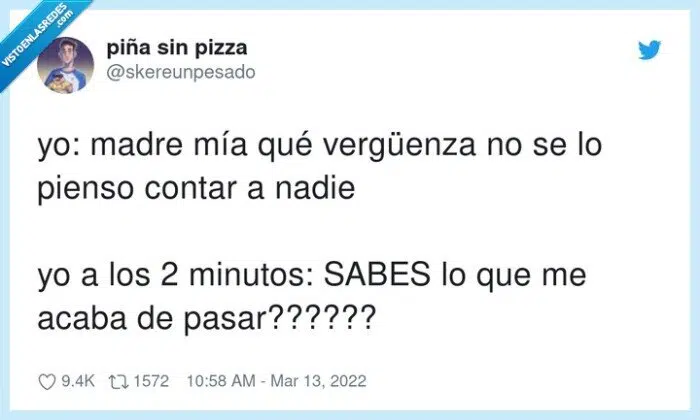 VISTOENLASREDES
.com
piña sin pizza
@skereunpesado
yo: madre mía qué vergüenza no se lo
pienso contar a nadie
yo a los 2 minutos: SABES lo que me
acaba de pasar??????
9.4K 1572 10:58 AM - Mar 13, 2022